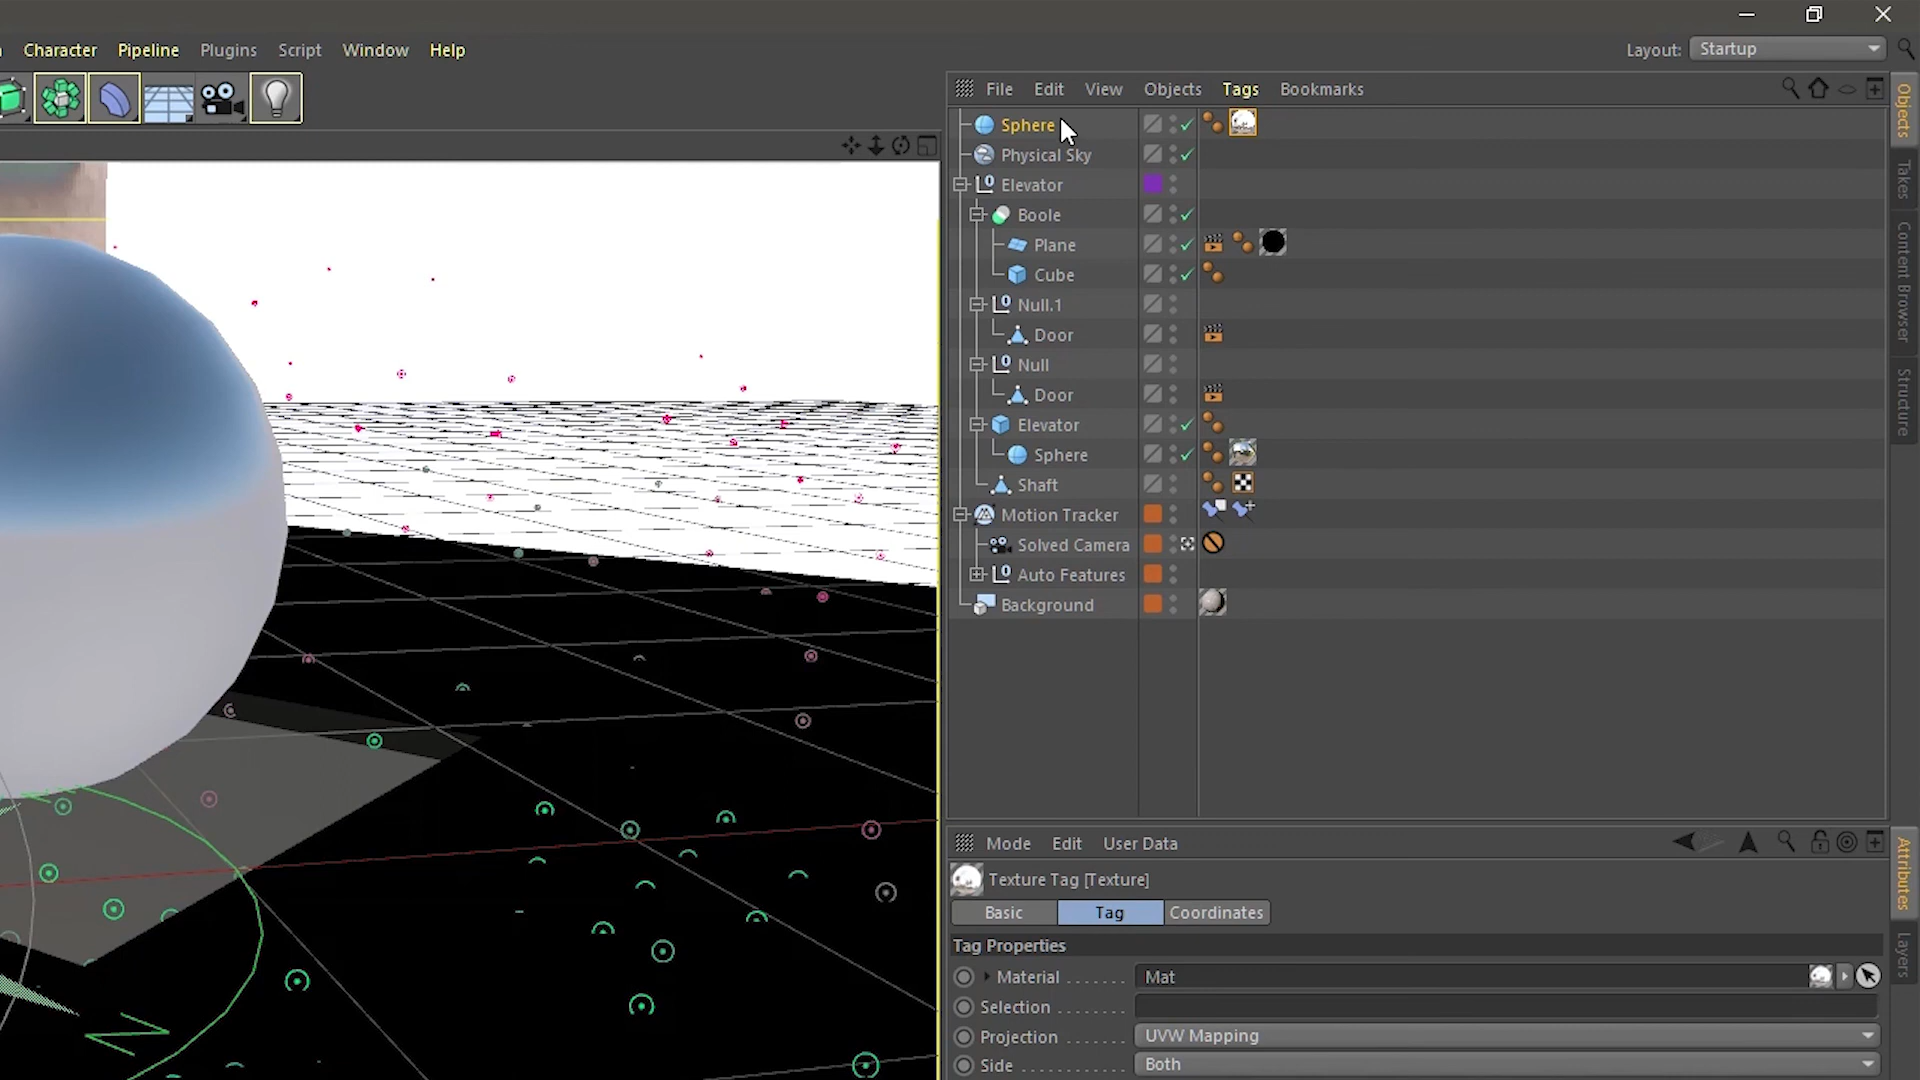 Character Pipeline Plugins Script Window Help
Layout: Startup
File Edit View Objects Tags Bookmarks
Sphere
Physical Sky
Elevator
Boole
Plane
Cube
Null.1
Door
Null
Door
Elevator
Sphere
Shaft
Motion Tracker
Solved Camera
Auto Features
Background
Objects
Takes
Content Browser
Structure
Mode Edit User Data
Texture Tag [Texture]
Basic Tag Coordinates
Tag Properties
Material . . . . . . . Mat
Selection . . . . . . . .
Projection . . . . . . . UVW Mapping
Side . . . . . . . . . . . . Both
Attributes
Layers